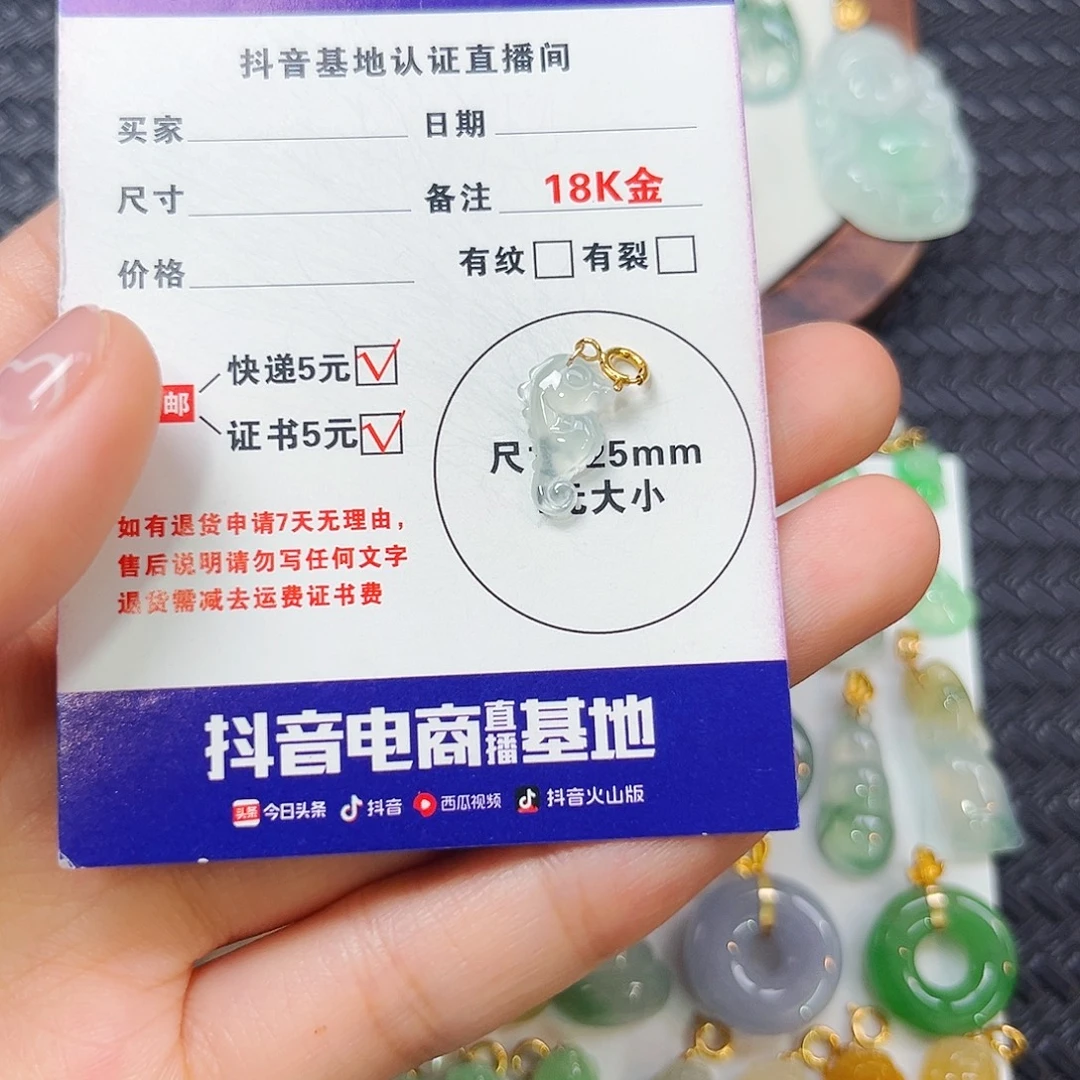 抖音基地认证直播间
买家 日期
尺寸 备注 18K金
价格 有纹 有裂
快递5元
邮
证书5元
尺 25mm
大小
如有退货申请7天无理由，
售后说明请勿写任何文字
退货需减去运费证书费
抖音电商直播基地
头条 今日头条 抖音 西瓜视频 抖音火山版